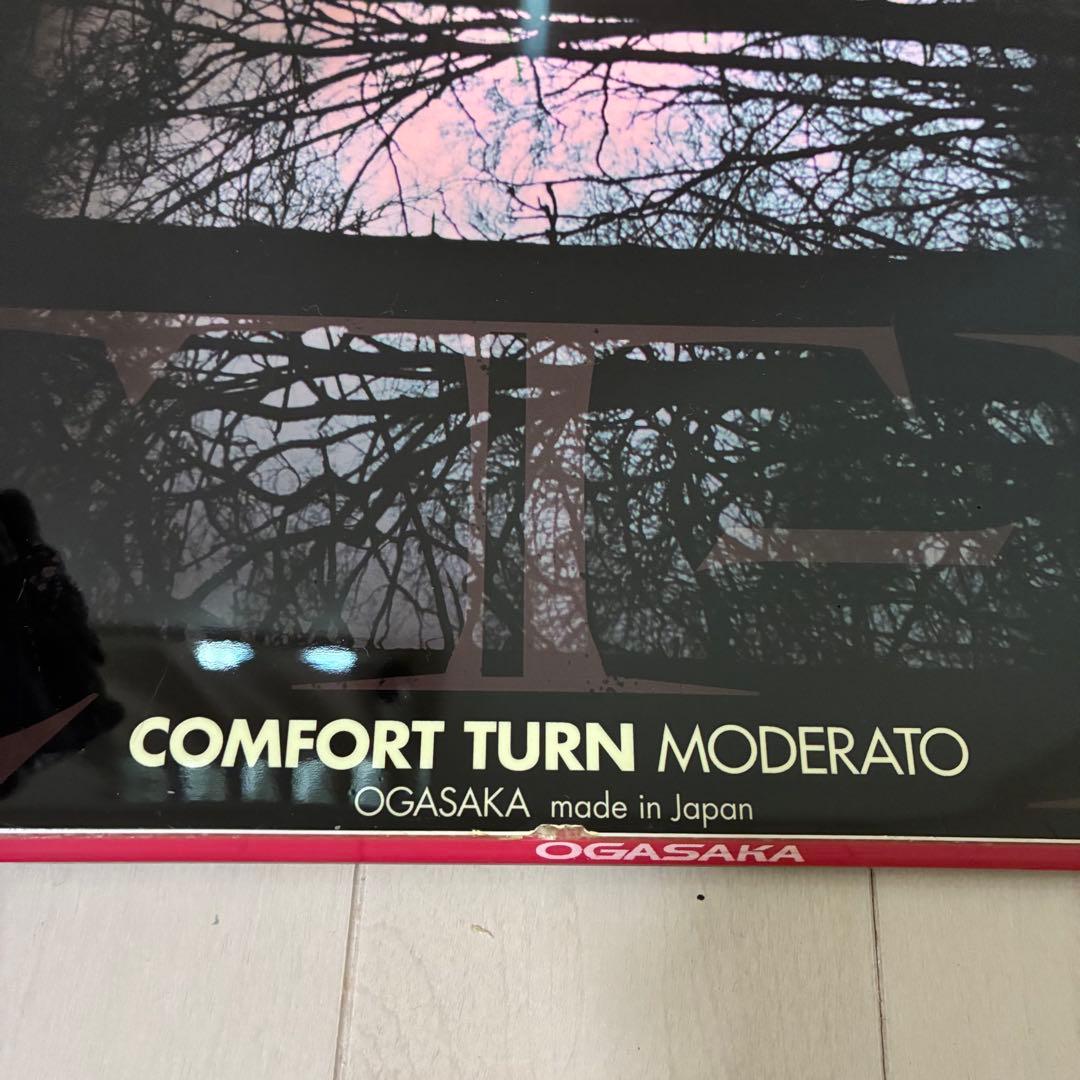 COMFORT TURN MODERATO
OGASAKA made in Japan
OGASAKA